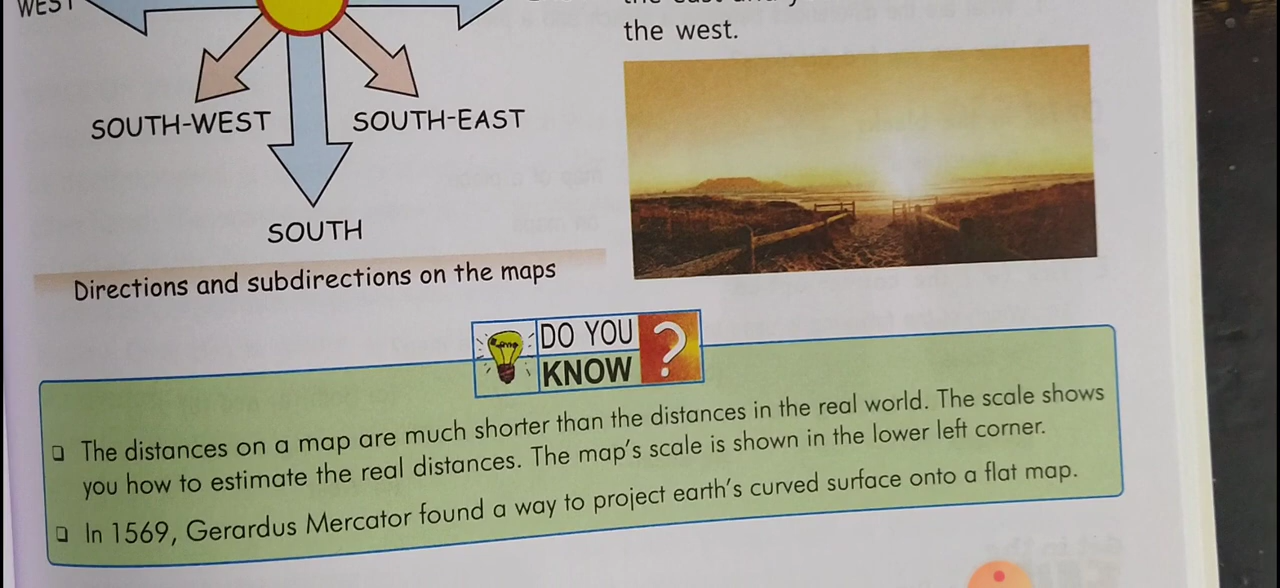 WEST
the west.
SOUTH-WEST
SOUTH-EAST
SOUTH
Directions and subdirections on the maps
DO YOU
KNOW
?
❑ The distances on a map are much shorter than the distances in the real world. The scale shows
you how to estimate the real distances. The map's scale is shown in the lower left corner.
❑ In 1569, Gerardus Mercator found a way to project earth's curved surface onto a flat map.